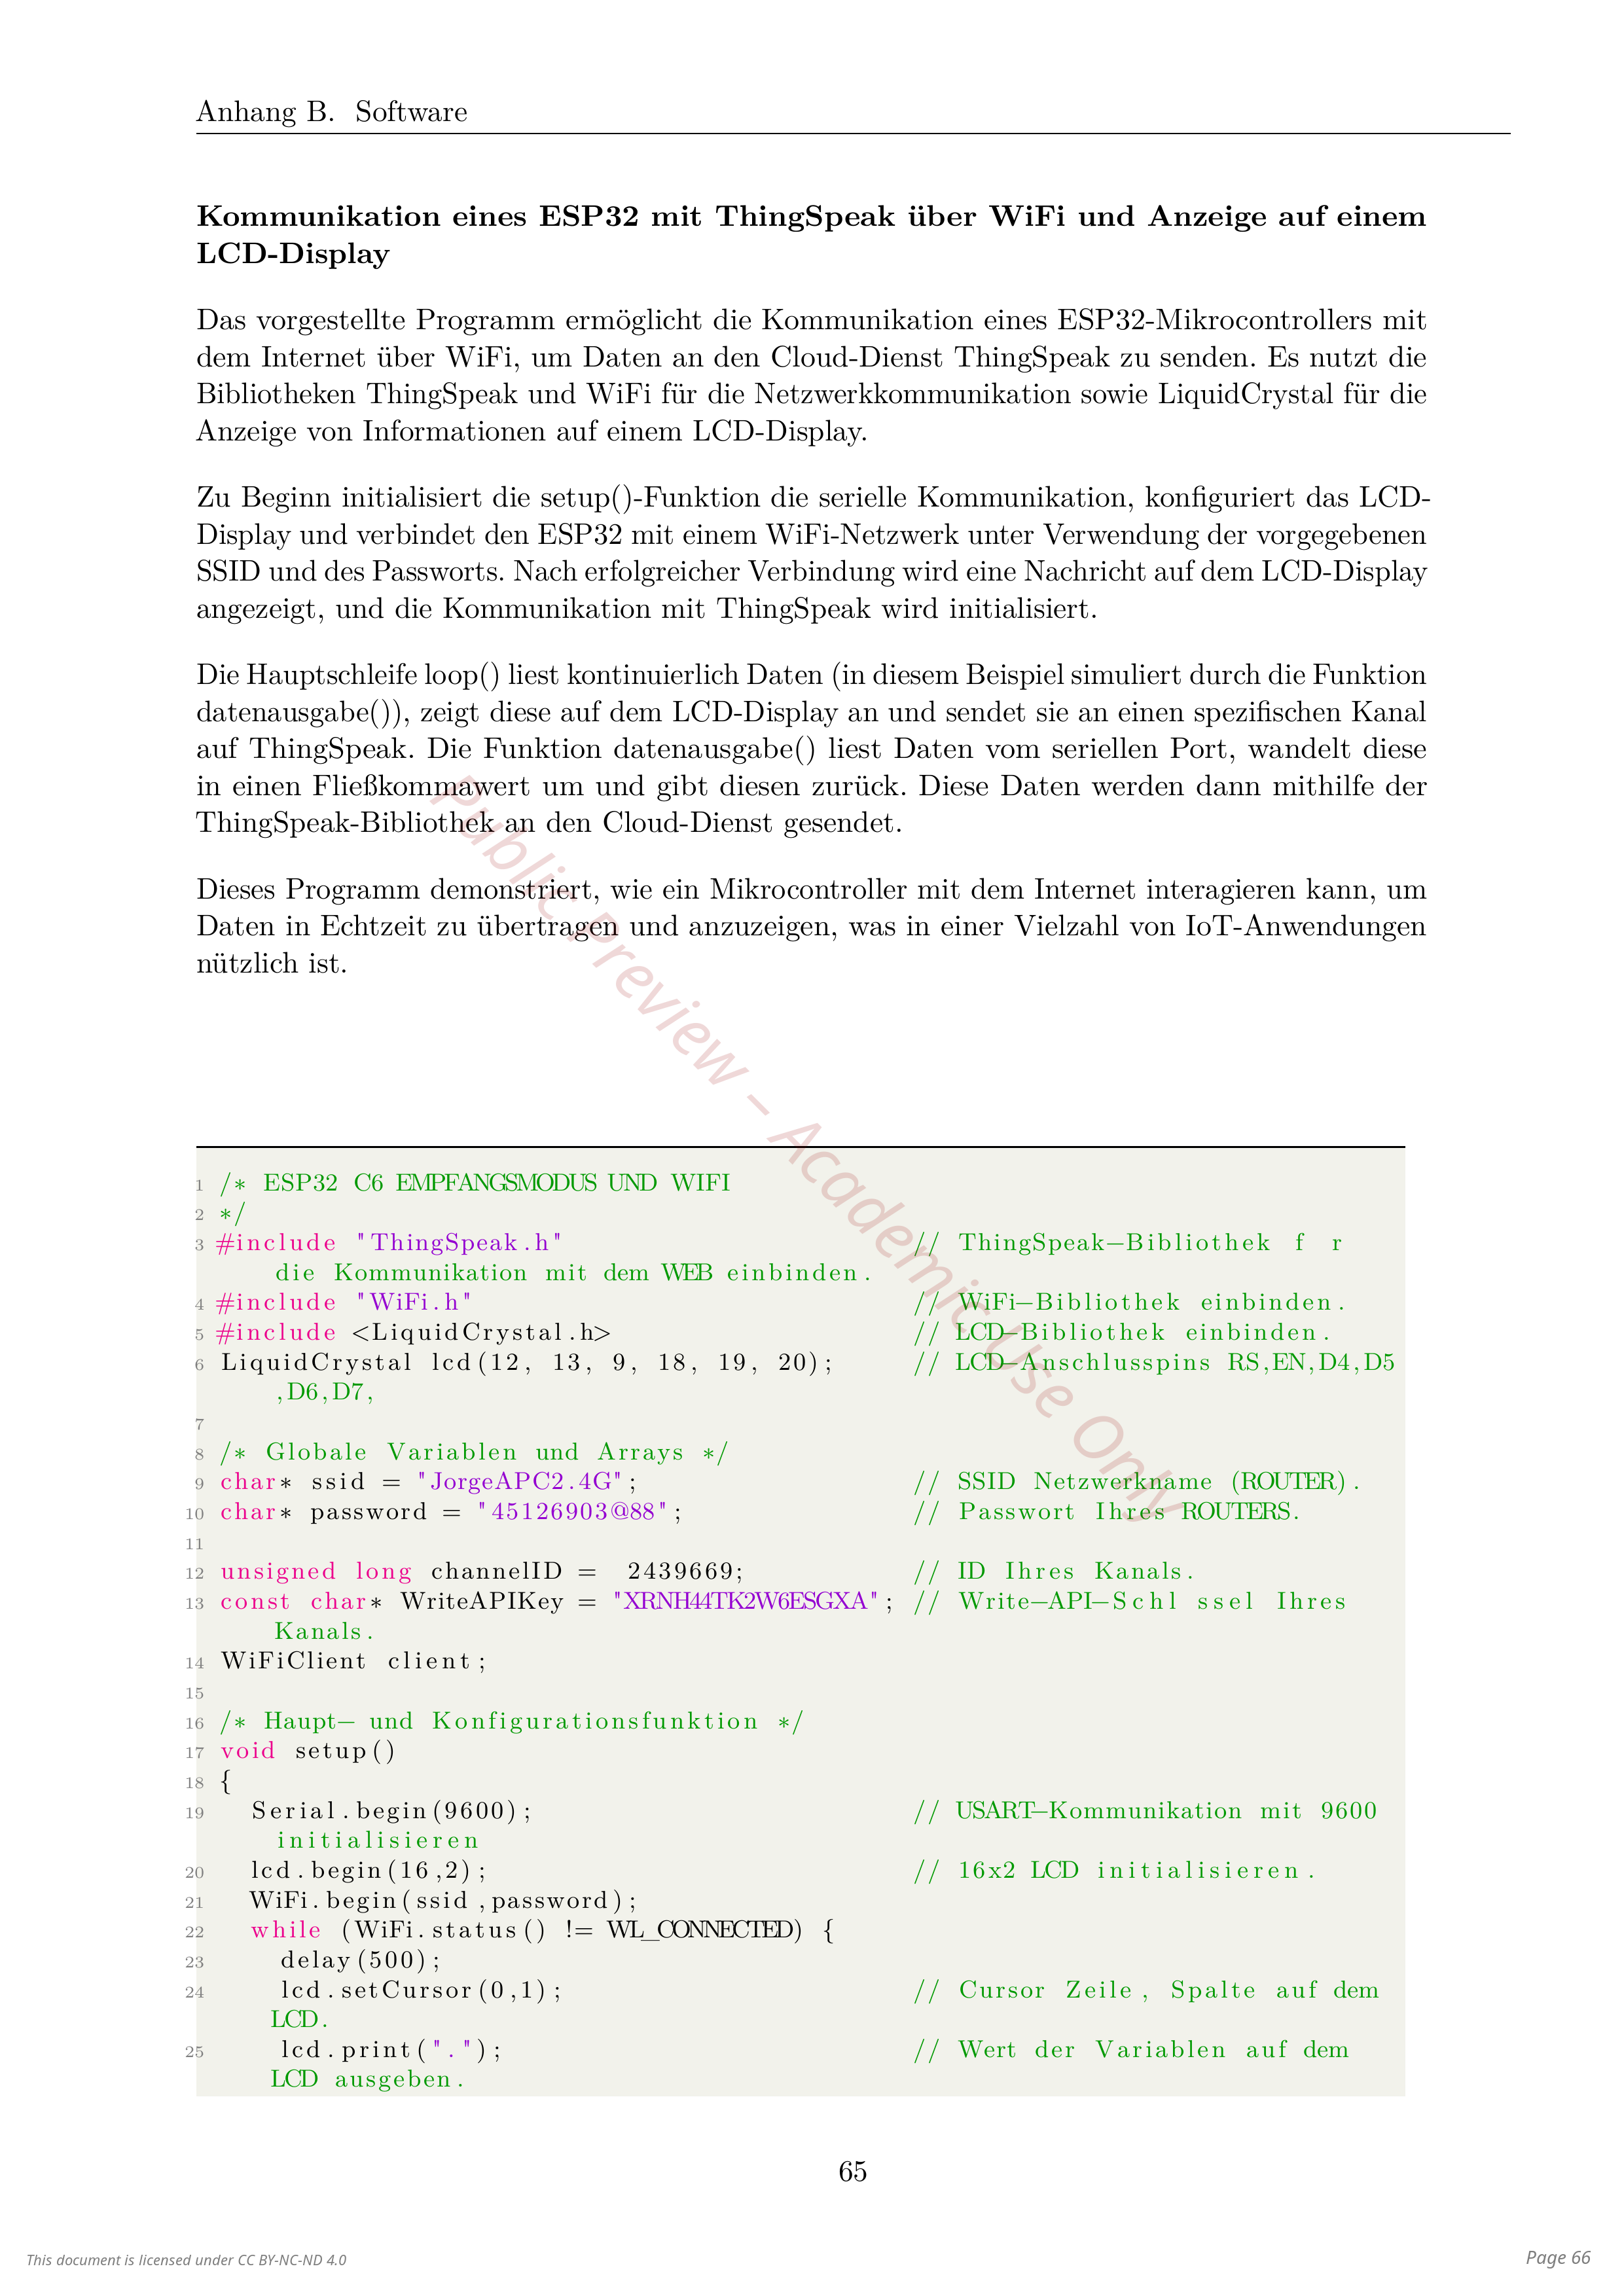 Anhang B. Software
Kommunikation eines ESP32 mit ThingSpeak über WiFi und Anzeige auf einem
LCD-Display
Das vorgestellte Programm ermöglicht die Kommunikation eines ESP32-Mikrocontrollers mit
dem Internet über WiFi, um Daten an den Cloud-Dienst ThingSpeak zu senden. Es nutzt die
Bibliotheken ThingSpeak und WiFi für die Netzwerkkommunikation sowie LiquidCrystal für die
Anzeige von Informationen auf einem LCD-Display.
Zu Beginn initialisiert die setup()-Funktion die serielle Kommunikation, konfiguriert das LCD-
Display und verbindet den ESP32 mit einem WiFi-Netzwerk unter Verwendung der vorgegebenen
SSID und des Passworts. Nach erfolgreicher Verbindung wird eine Nachricht auf dem LCD-Display
angezeigt, und die Kommunikation mit ThingSpeak wird initialisiert.
Die Hauptschleife loop() liest kontinuierlich Daten (in diesem Beispiel simuliert durch die Funktion
datenausgabe()), zeigt diese auf dem LCD-Display an und sendet sie an einen spezifischen Kanal
auf ThingSpeak. Die Funktion datenausgabe() liest Daten vom seriellen Port, wandelt diese
in einen Fließkommawert um und gibt diesen zurück. Diese Daten werden dann mithilfe der
ThingSpeak-Bibliothek an den Cloud-Dienst gesendet.
Dieses Programm demonstriert, wie ein Mikrocontroller mit dem Internet interagieren kann, um
Daten in Echtzeit zu übertragen und anzuzeigen, was in einer Vielzahl von IoT-Anwendungen
nützlich ist.
Public Preview – Academic Use Only
1 /* ESP32 C6 EMPFANGSMODUS UND WIFI
2 */
3 #include "ThingSpeak.h" // ThingSpeak-Bibliothek f r
die Kommunikation mit dem WEB einbinden.
4 #include "WiFi.h" // WiFi-Bibliothek einbinden.
5 #include <LiquidCrystal.h> // LCD-Bibliothek einbinden.
6 LiquidCrystal lcd(12, 13, 9, 18, 19, 20); // LCD-Anschlusspins RS,EN,D4,D5
,D6,D7,
7
8 /* Globale Variablen und Arrays */
9 char* ssid = "JorgeAPC2.4G"; // SSID Netzwerkname (ROUTER).
10 char* password = "45126903@88"; // Passwort Ihres ROUTERS.
11
12 unsigned long channelID = 2439669; // ID Ihres Kanals.
13 const char* WriteAPIKey = "XRNH44TK2W6ESGXA"; // Write-API-Schl ssel Ihres
Kanals.
14 WiFiClient client;
15
16 /* Haupt- und Konfigurationsfunktion */
17 void setup()
18 {
19 Serial.begin(9600); // USART-Kommunikation mit 9600
initialisieren
20 lcd.begin(16,2); // 16x2 LCD initialisieren.
21 WiFi.begin(ssid,password);
22 while (WiFi.status() != WL_CONNECTED) {
23 delay(500);
24 lcd.setCursor(0,1); // Cursor Zeile, Spalte auf dem
LCD.
25 lcd.print("."); // Wert der Variablen auf dem
LCD ausgeben.
65
This document is licensed under CC BY-NC-ND 4.0
Page 66